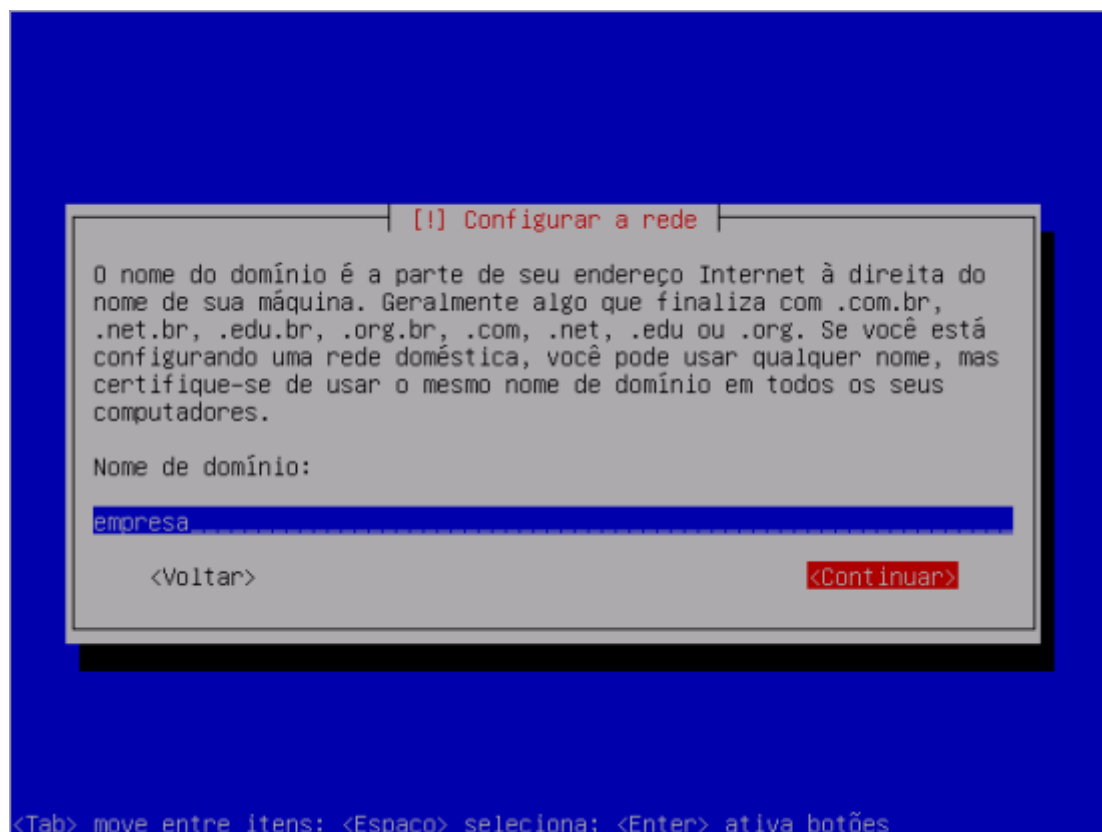 [!] Configurar a rede
O nome do domínio é a parte de seu endereço Internet à direita do
nome de sua máquina. Geralmente algo que finaliza com .com.br,
.net.br, .edu.br, .org.br, .com, .net, .edu ou .org. Se você está
configurando uma rede doméstica, você pode usar qualquer nome, mas
certifique-se de usar o mesmo nome de domínio em todos os seus
computadores.
Nome de domínio:
empresa
<Voltar> <Continuar>
<Tab> move entre itens; <Espaço> seleciona; <Enter> ativa botões